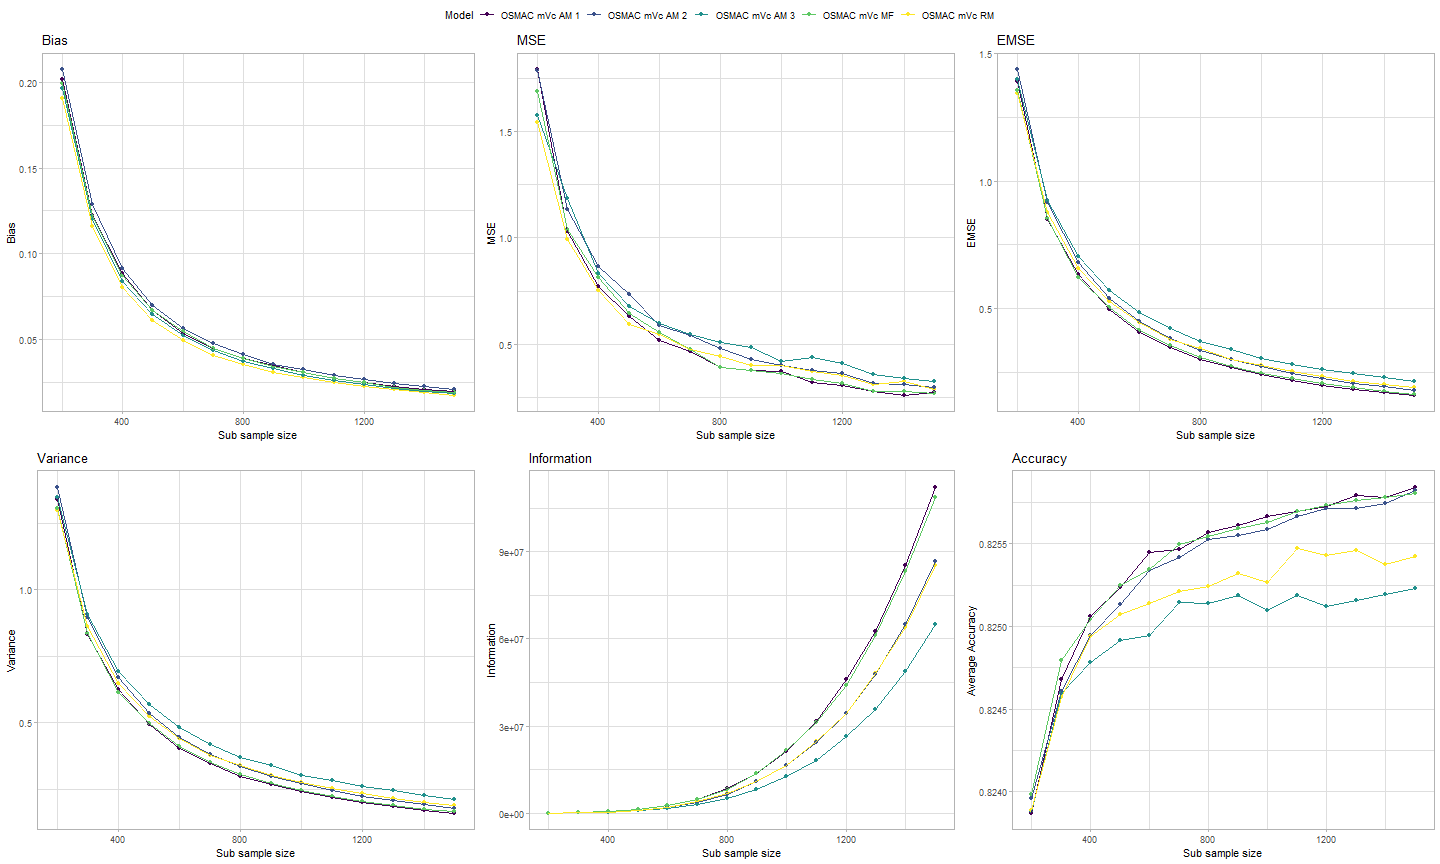 Model OSMAC mVc AM 1 OSMAC mVc AM 2 OSMAC mVc AM 3 OSMAC mVc MF OSMAC mVc RM
Bias
0.20
0.15
0.10
0.05
Bias
400 1200
Sub sample size
MSE
1.5
1.0
0.5
MSE
400 800 1200
Sub sample size
EMSE
1.5
1.0
0.5
EMSE
400 800 1200
Sub sample size
Variance
1.0
0.5
Variance
400 800 1200
Sub sample size
Information
9e+07
6e+07
3e+07
0e+00
Information
400 800 1200
Sub sample size
Accuracy
0.8255
0.8250
0.8245
0.8240
Average Accuracy
400 800 1200
Sub sample size